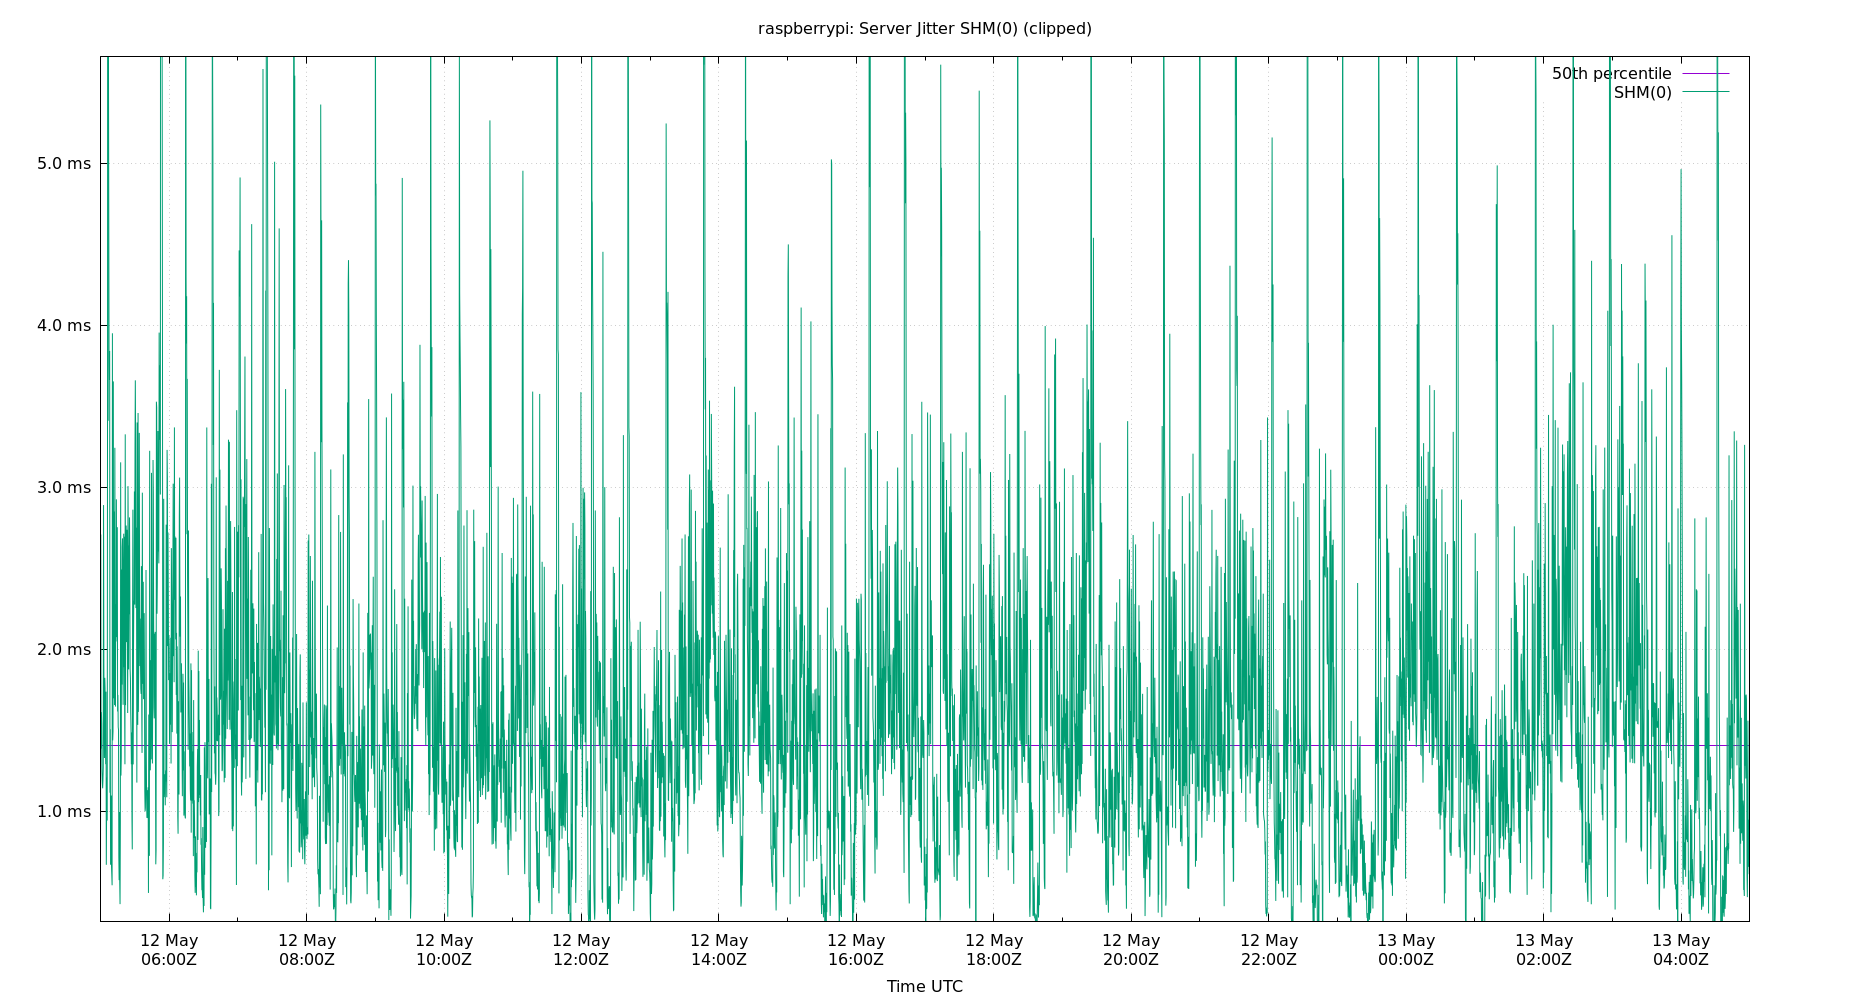 raspberrypi: Server Jitter SHM(0) (clipped)
50th percentile
SHM(0)
5.0 ms
4.0 ms
3.0 ms
2.0 ms
1.0 ms
12 May 12 May 12 May 12 May 12 May 12 May 12 May 12 May 12 May 13 May 13 May 13 May
06:00Z 08:00Z 10:00Z 12:00Z 14:00Z 16:00Z 18:00Z 20:00Z 22:00Z 00:00Z 02:00Z 04:00Z
Time UTC